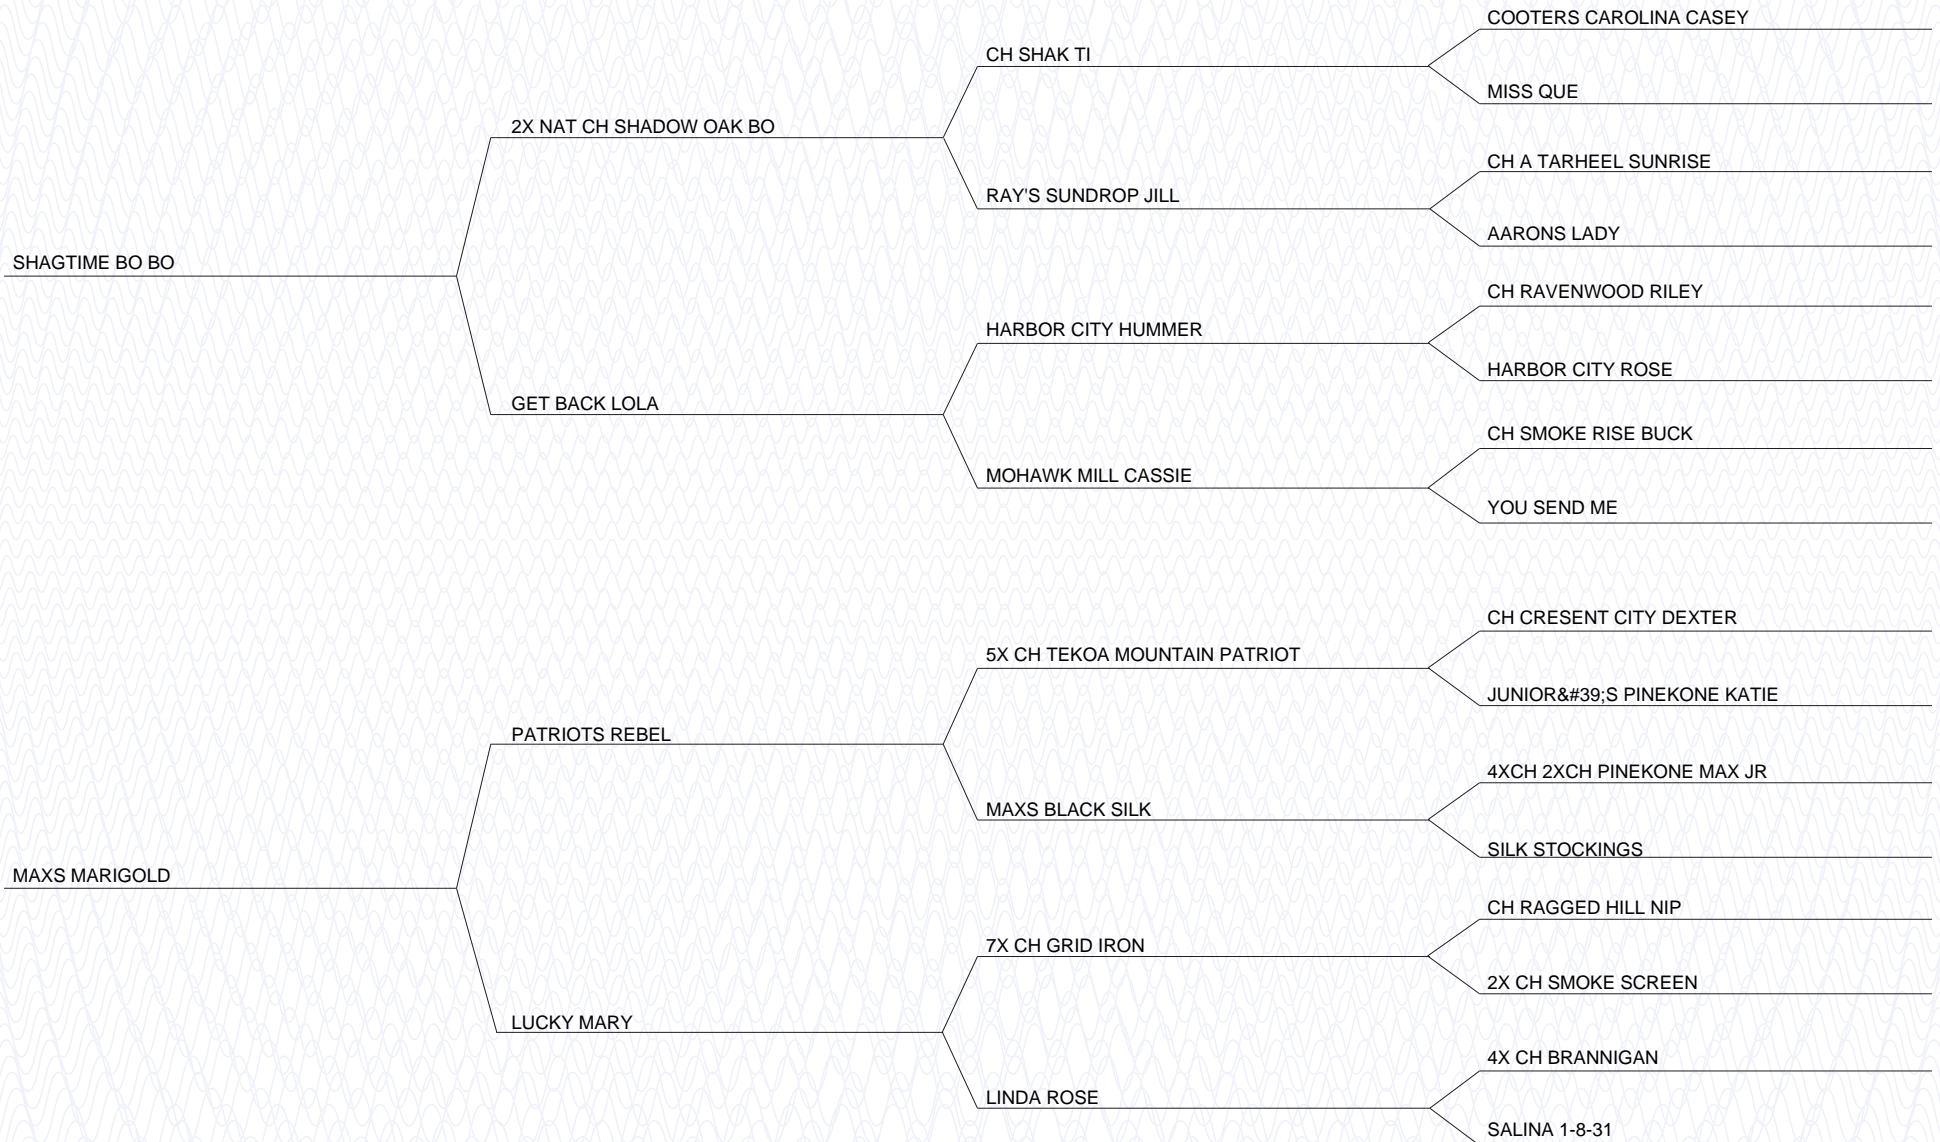 COOTERS CAROLINA CASEY
CH SHAK TI
MISS QUE
2X NAT CH SHADOW OAK BO
CH A TARHEEL SUNRISE
RAY'S SUNDROP JILL
AARONS LADY
SHAGTIME BO BO
CH RAVENWOOD RILEY
HARBOR CITY HUMMER
HARBOR CITY ROSE
GET BACK LOLA
CH SMOKE RISE BUCK
MOHAWK MILL CASSIE
YOU SEND ME
CH CRESENT CITY DEXTER
5X CH TEKOA MOUNTAIN PATRIOT
JUNIOR&#39;S PINEKONE KATIE
PATRIOTS REBEL
4XCH 2XCH PINEKONE MAX JR
MAXS BLACK SILK
SILK STOCKINGS
MAXS MARIGOLD
CH RAGGED HILL NIP
7X CH GRID IRON
2X CH SMOKE SCREEN
LUCKY MARY
4X CH BRANNIGAN
LINDA ROSE
SALINA 1-8-31